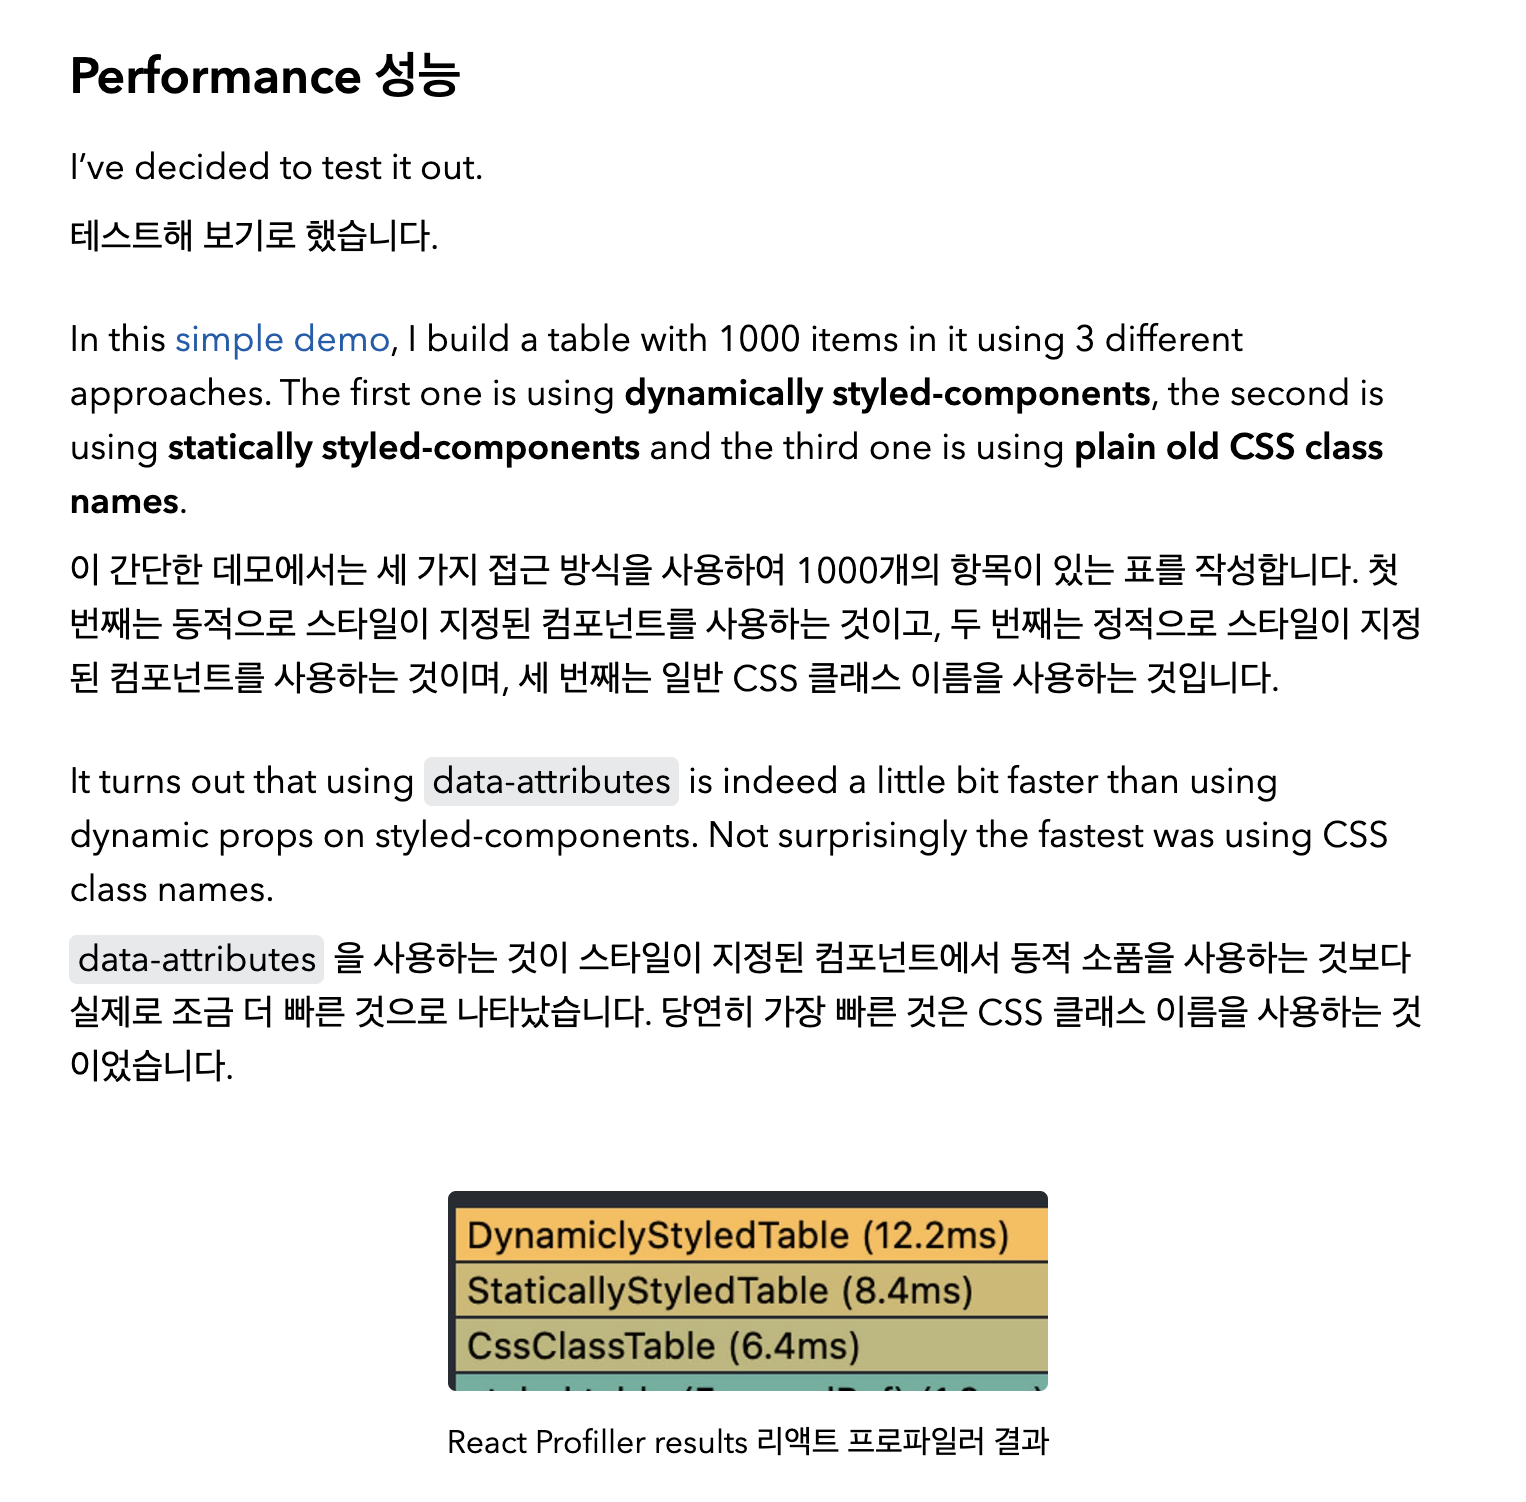 Performance 성능
I’ve decided to test it out.
테스트해 보기로 했습니다.
In this simple demo, I build a table with 1000 items in it using 3 different
approaches. The first one is using dynamically styled-components, the second is
using statically styled-components and the third one is using plain old CSS class
names.
이 간단한 데모에서는 세 가지 접근 방식을 사용하여 1000개의 항목이 있는 표를 작성합니다. 첫
번째는 동적으로 스타일이 지정된 컴포넌트를 사용하는 것이고, 두 번째는 정적으로 스타일이 지정
된 컴포넌트를 사용하는 것이며, 세 번째는 일반 CSS 클래스 이름을 사용하는 것입니다.
It turns out that using data-attributes is indeed a little bit faster than using
dynamic props on styled-components. Not surprisingly the fastest was using CSS
class names.
data-attributes 을 사용하는 것이 스타일이 지정된 컴포넌트에서 동적 소품을 사용하는 것보다
실제로 조금 더 빠른 것으로 나타났습니다. 당연히 가장 빠른 것은 CSS 클래스 이름을 사용하는 것
이었습니다.
DynamiclyStyledTable (12.2ms)
StaticallyStyledTable (8.4ms)
CssClassTable (6.4ms)
React Profiller results 리액트 프로파일러 결과